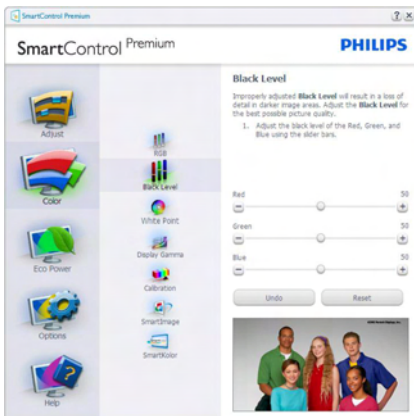 SmartControl Premium
? X
SmartControl Premium
PHILIPS
Adjust
Color
Eco Power
Options
Help
RGB
Black Level
White Point
Display Gamma
Calibration
SmartImage
SmartKolor
Black Level
Improperly adjusted Black Level will result in a loss of
detail in darker image areas. Adjust the Black Level for
the best possible picture quality.
1. Adjust the black level of the Red, Green, and
Blue using the slider bars.
Red 50
Green 50
Blue 50
Undo Reset